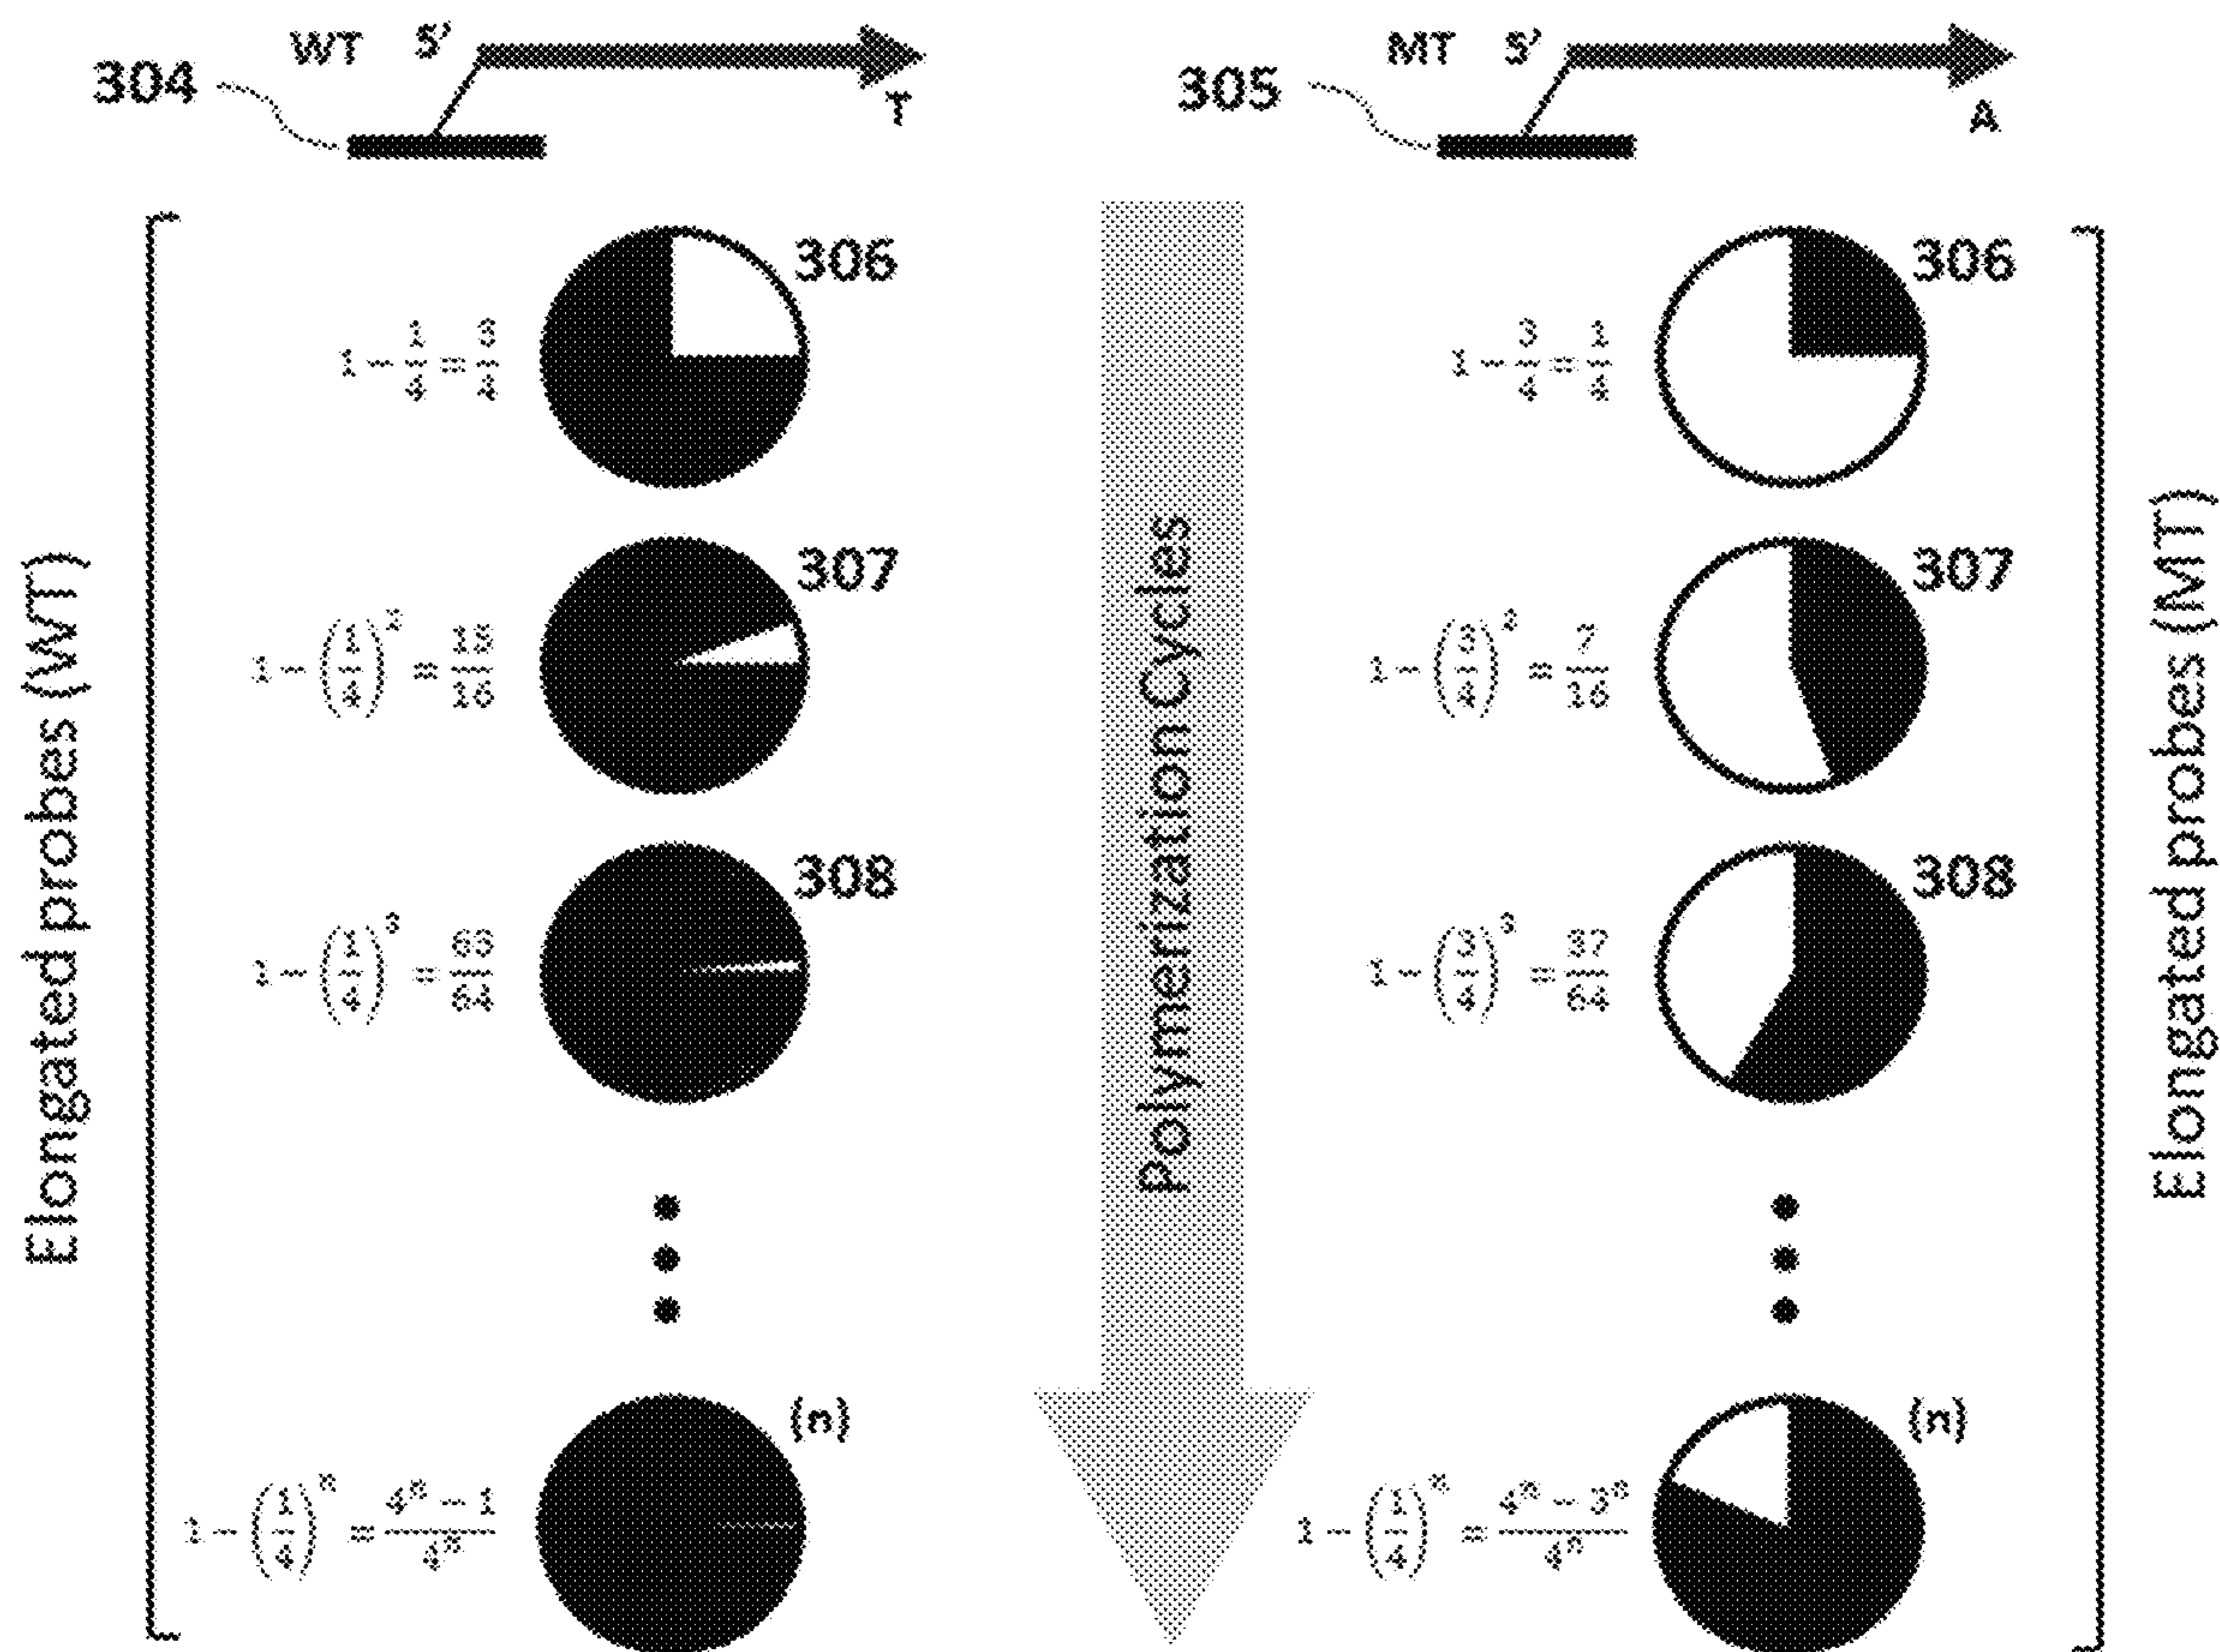 304
WT 5'
T
305
MT 5'
A
Elongated probes (WT)
1 - 1/4 = 3/4
306
1 - (1/4)^2 = 15/16
307
1 - (1/4)^3 = 63/64
308
1 - (1/4)^n = (4^n - 1)/4^n
(n)
Polymerization Cycles
1 - 3/4 = 1/4
306
1 - (3/4)^2 = 7/16
307
1 - (3/4)^3 = 37/64
308
1 - (1/4)^n = (4^n - 3^n)/4^n
(n)
Elongated probes (MT)